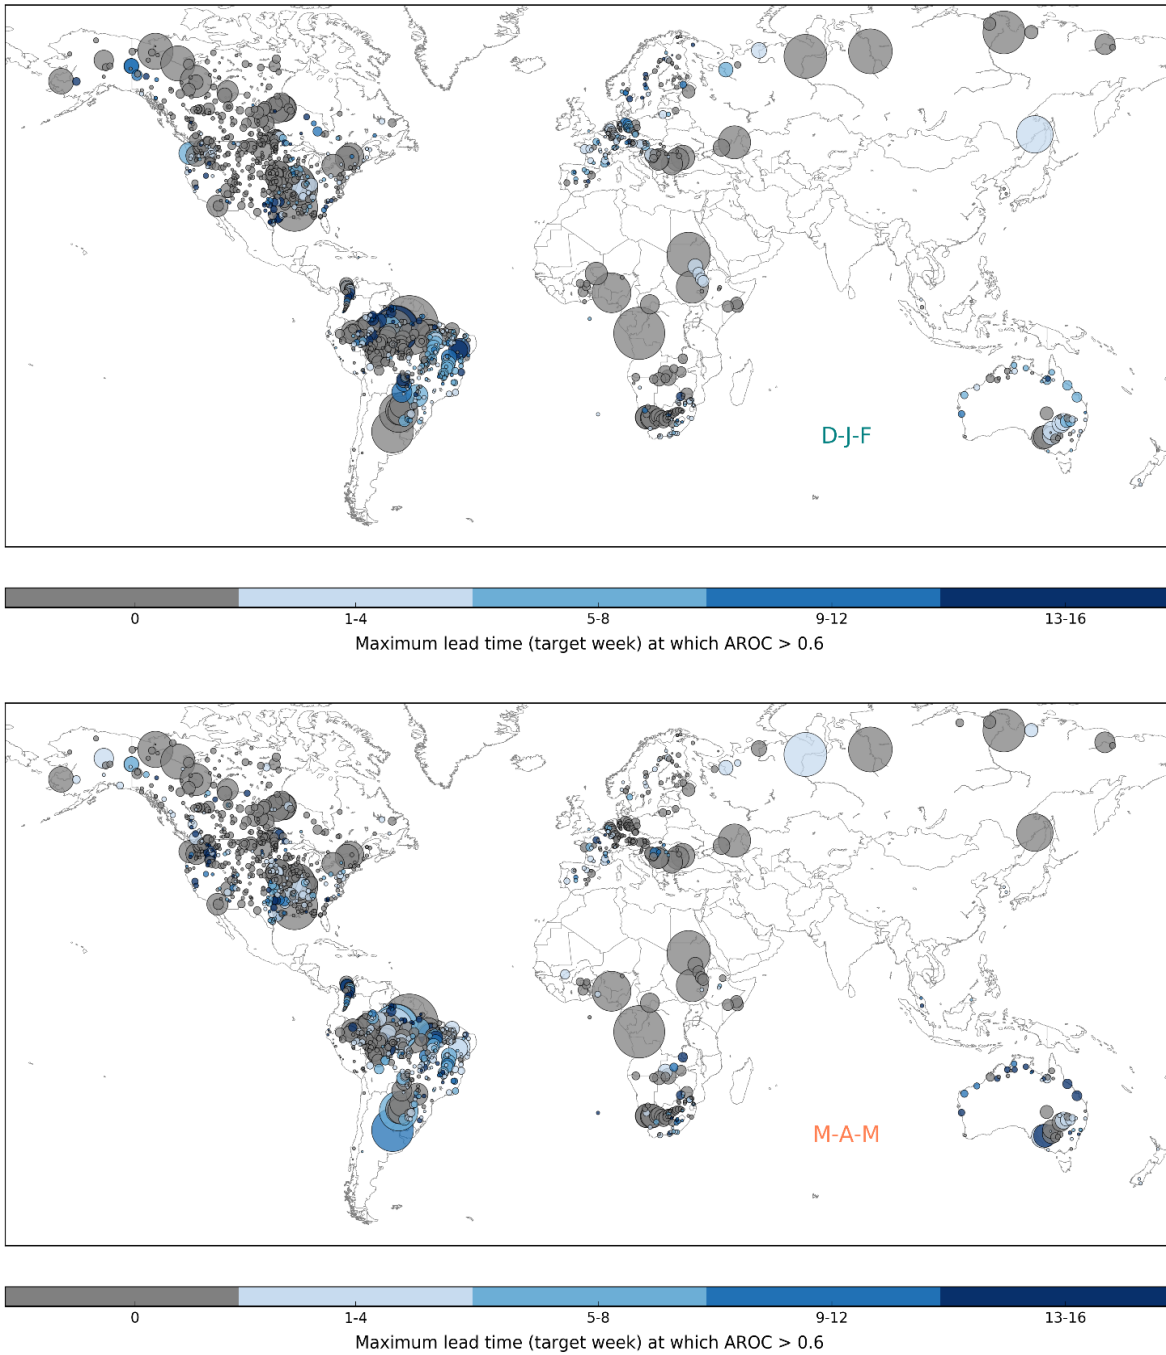 D-J-F
0 1-4 5-8 9-12 13-16
Maximum lead time (target week) at which AROC > 0.6
M-A-M
0 1-4 5-8 9-12 13-16
Maximum lead time (target week) at which AROC > 0.6